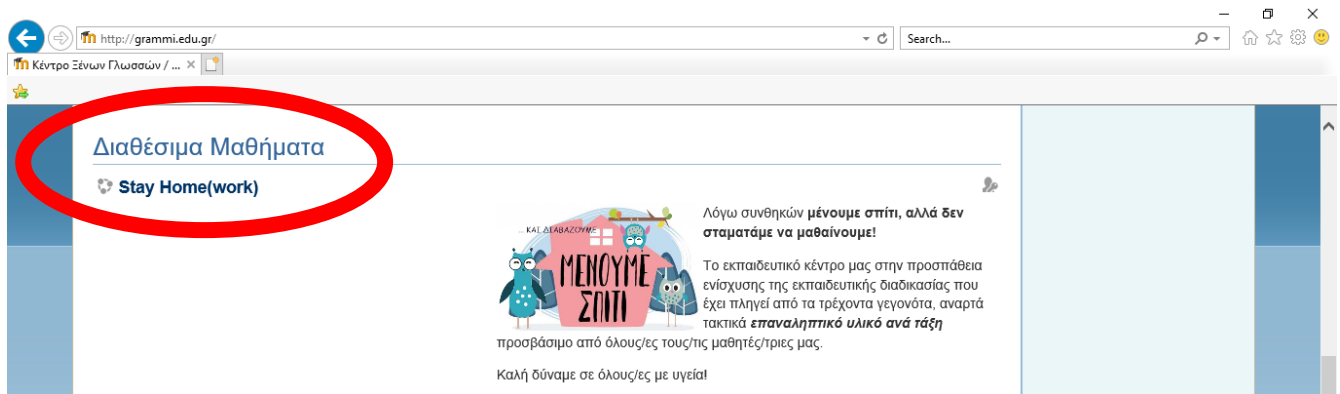 http://grammi.edu.gr/
Search...
Κέντρο Ξένων Γλωσσών / ...
Διαθέσιμα Μαθήματα
Stay Home(work)
... ΚΑΙ ΔΙΑΒΑΖΟΥΜΕ
ΜΕΝΟΥΜΕ
ΣΠΙΤΙ
Λόγω συνθηκών μένουμε σπίτι, αλλά δεν
σταματάμε να μαθαίνουμε!
Το εκπαιδευτικό κέντρο μας στην προσπάθεια
ενίσχυσης της εκπαιδευτικής διαδικασίας που
έχει πληγεί από τα τρέχοντα γεγονότα, αναρτά
τακτικά επαναληπτικό υλικό ανά τάξη
προσβάσιμο από όλους/ες τους/τις μαθητές/τριες μας.
Καλή δύναμε σε όλους/ες με υγεία!